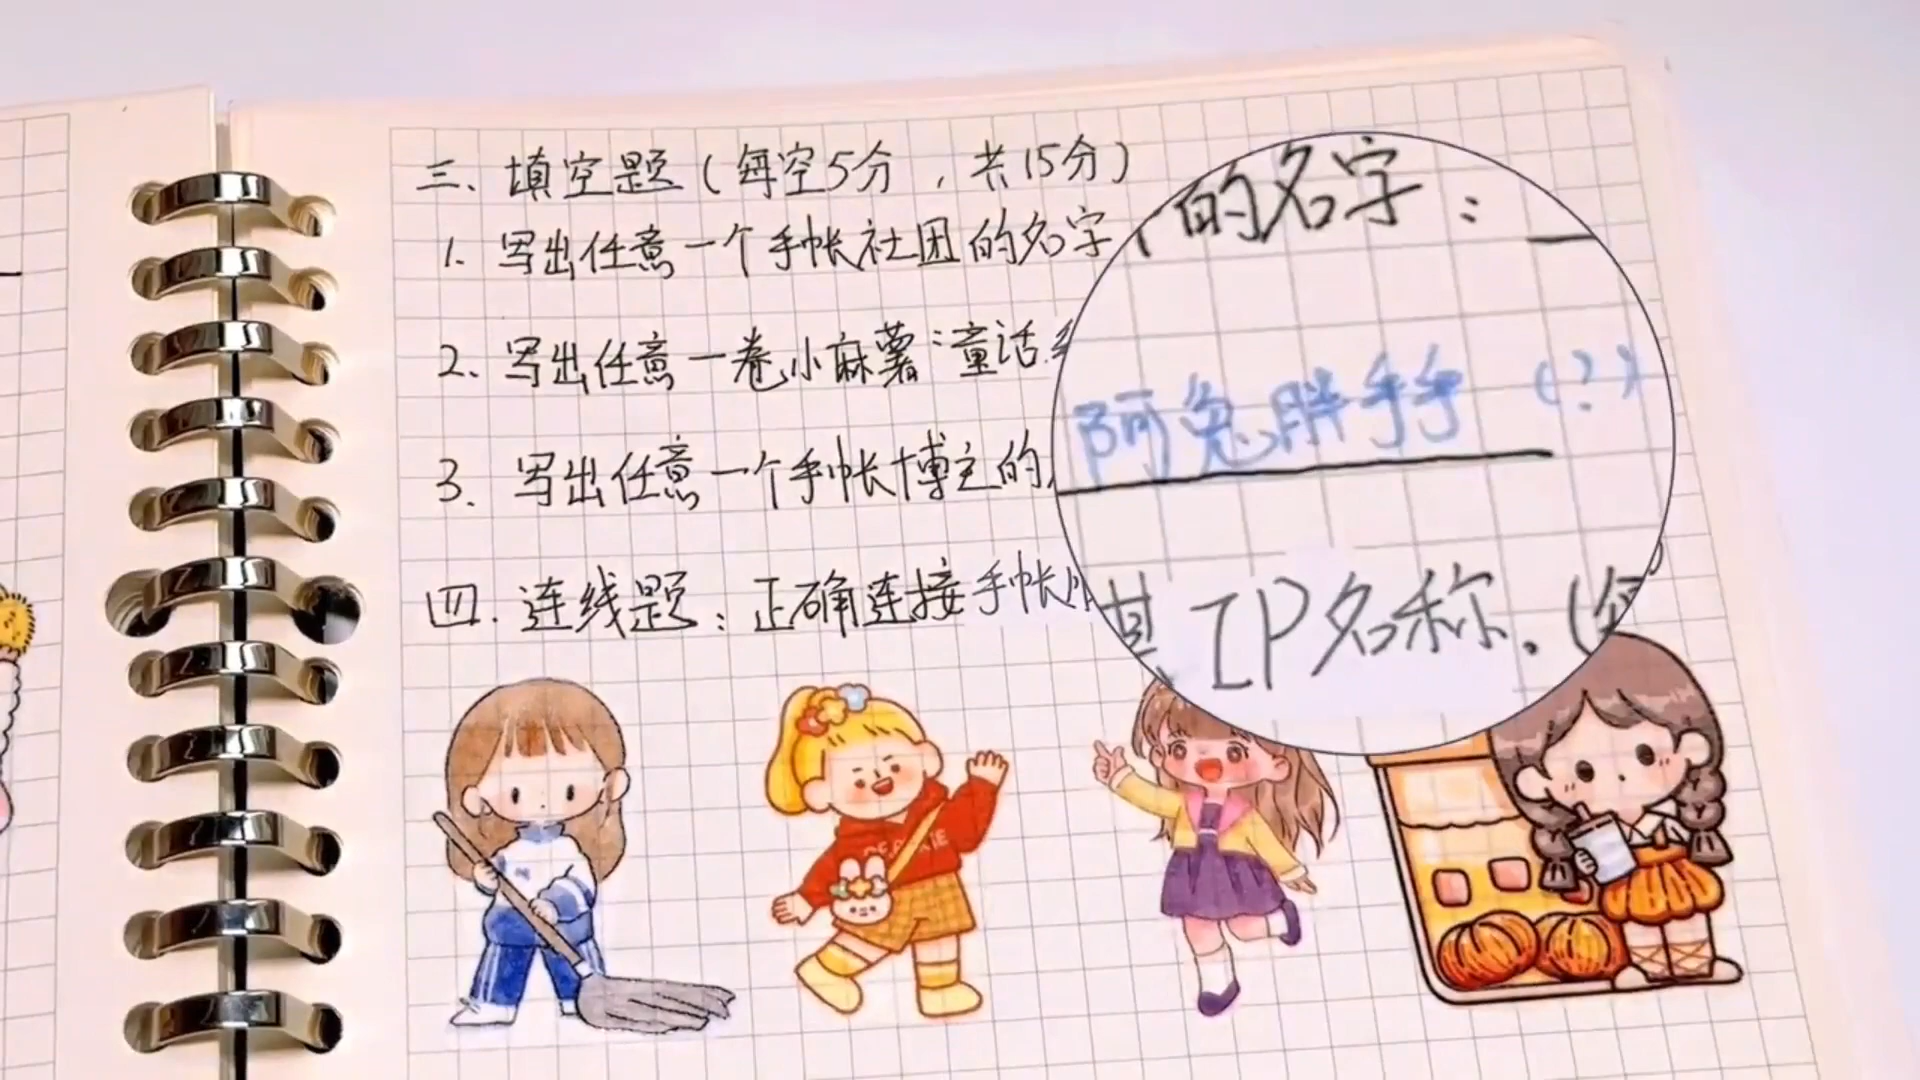 三、填空题(每空5分,共15分)
1、写出任意一个手帐社团的名字
2、写出任意一卷小麻薯:童话
3、写出任意一个手帐博主的
四.连线题:正确连接手帐
的名字:
阿兔胖手手(?)
其IP名称.(